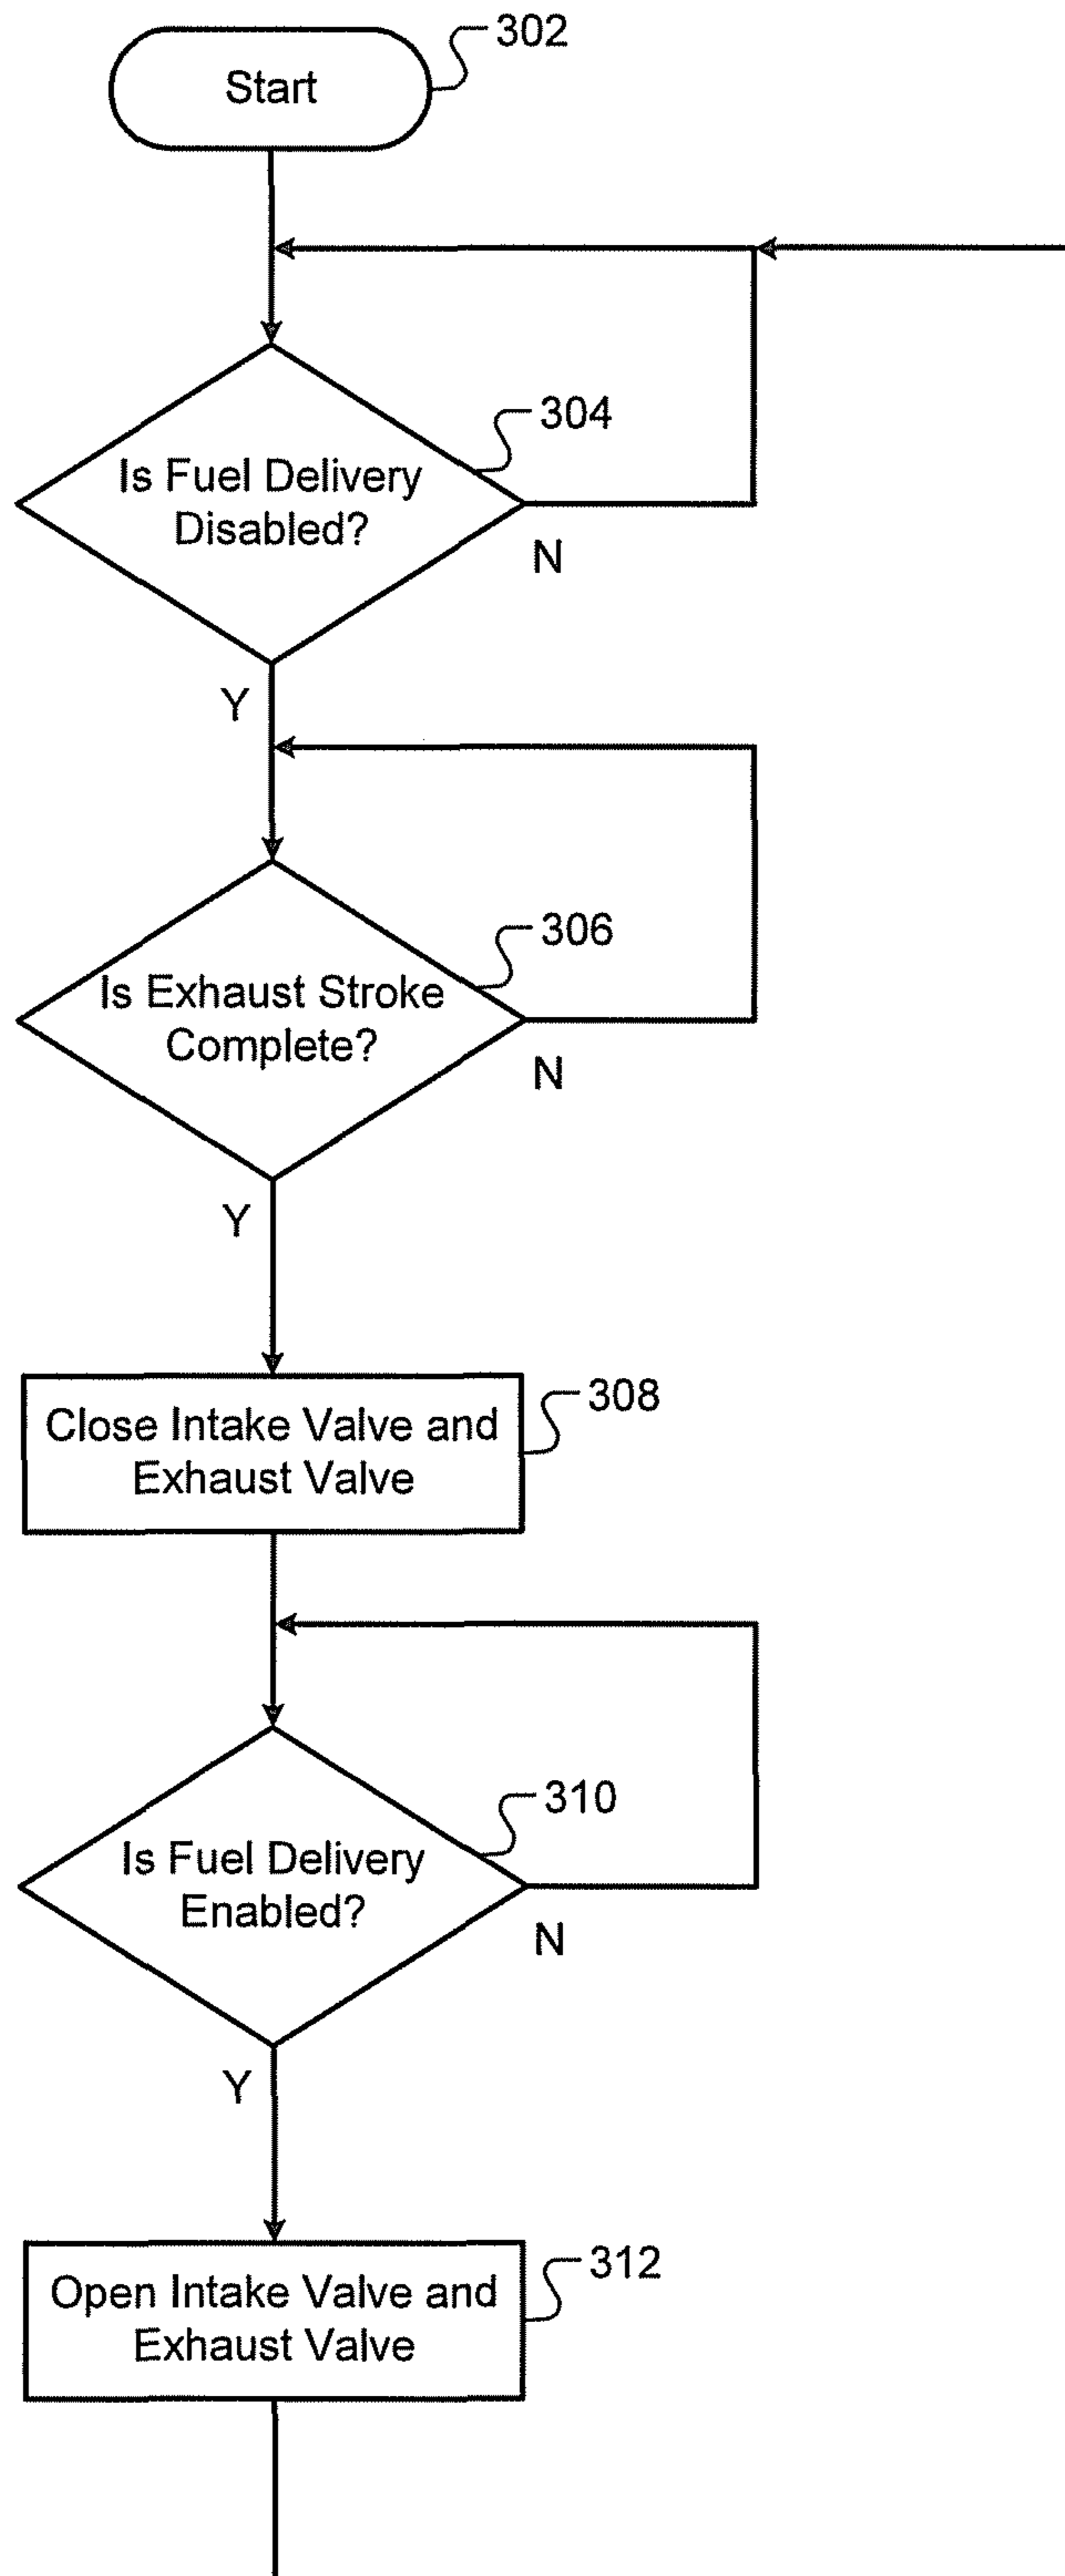 302
Start
304
Is Fuel Delivery
Disabled?
N
Y
306
Is Exhaust Stroke
Complete?
N
Y
308
Close Intake Valve and
Exhaust Valve
310
Is Fuel Delivery
Enabled?
N
Y
312
Open Intake Valve and
Exhaust Valve